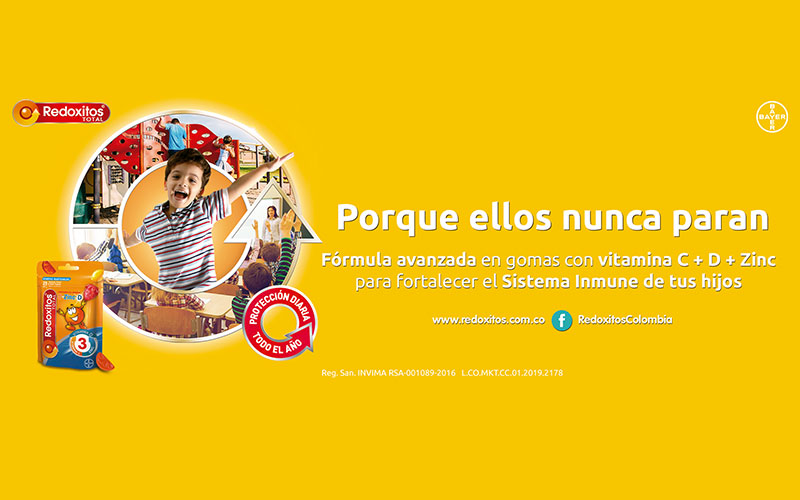 Redoxitos
TOTAL
BAYER
BAYER
Porque ellos nunca paran
Fórmula avanzada en gomas con vitamina C + D + Zinc
para fortalecer el Sistema Inmune de tus hijos
www.redoxitos.com.co f RedoxitosColombia
PROTECCIÓN DIARIA
TODO EL AÑO
Redoxitos
TOTAL
Zinc D
3
Reg. San. INVIMA RSA-001089-2016 L.CO.MKT.CC.01.2019.2178